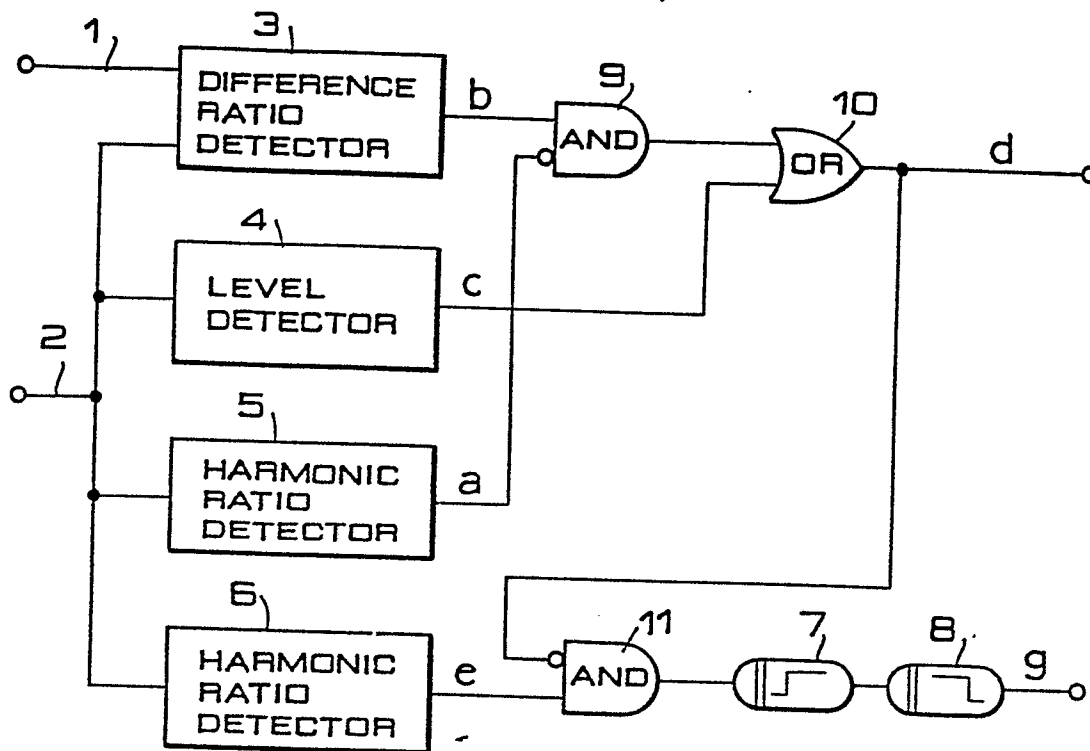 1
3
DIFFERENCE
RATIO
DETECTOR
b
9
AND
10
OR
d
4
LEVEL
DETECTOR
c
2
5
HARMONIC
RATIO
DETECTOR
a
6
HARMONIC
RATIO
DETECTOR
e
11
AND
7
8
g